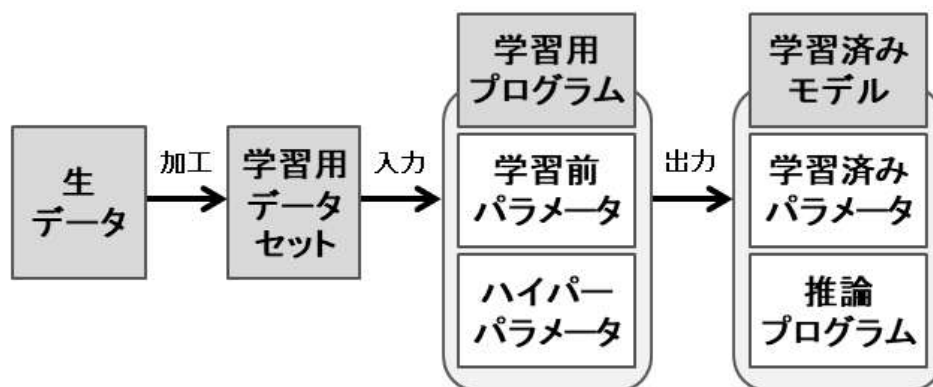 生
データ
加工
学習用
データ
セット
入力
学習用
プログラム
学習前
パラメータ
ハイパー
パラメータ
出力
学習済み
モデル
学習済み
パラメータ
推論
プログラム